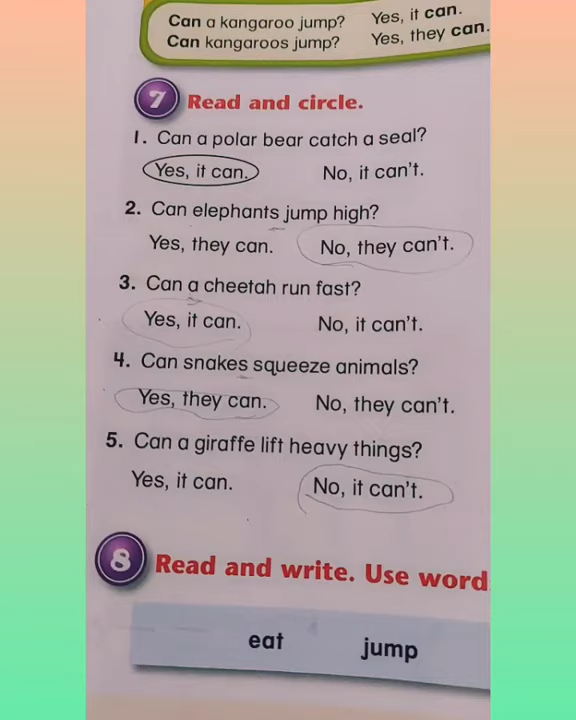 Can a kangaroo jump? Yes, it can.
Can kangaroos jump? Yes, they can.
7 Read and circle.
1. Can a polar bear catch a seal?
Yes, it can. No, it can't.
2. Can elephants jump high?
Yes, they can. No, they can't.
3. Can a cheetah run fast?
Yes, it can. No, it can't.
4. Can snakes squeeze animals?
Yes, they can. No, they can't.
5. Can a giraffe lift heavy things?
Yes, it can. No, it can't.
8 Read and write. Use word
eat jump